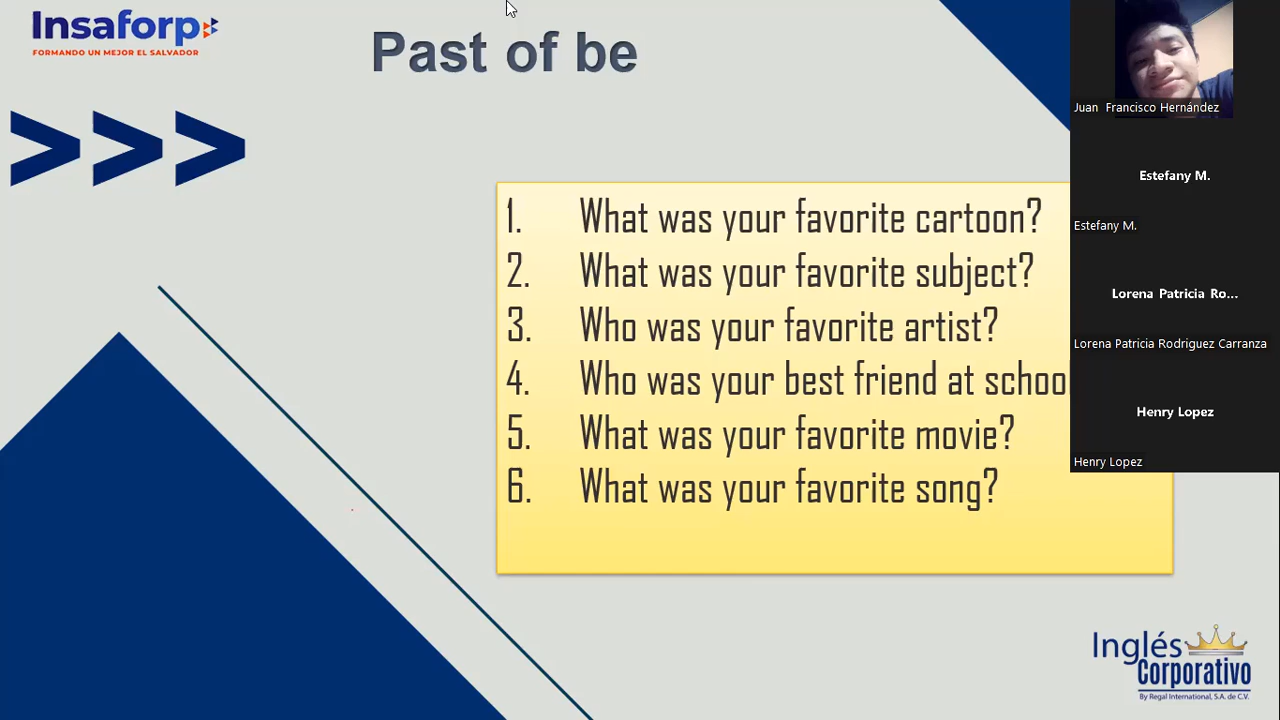 Insaforp
FORMANDO UN MEJOR EL SALVADOR
Past of be
>>>
1. What was your favorite cartoon?
2. What was your favorite subject?
3. Who was your favorite artist?
4. Who was your best friend at schoo
5. What was your favorite movie?
6. What was your favorite song?
Juan Francisco Hernández
Estefany M.
Estefany M.
Lorena Patricia Ro...
Lorena Patricia Rodriguez Carranza
Henry Lopez
Henry Lopez
Inglés
Corporativo
By Regal International, S.A. de C.V.